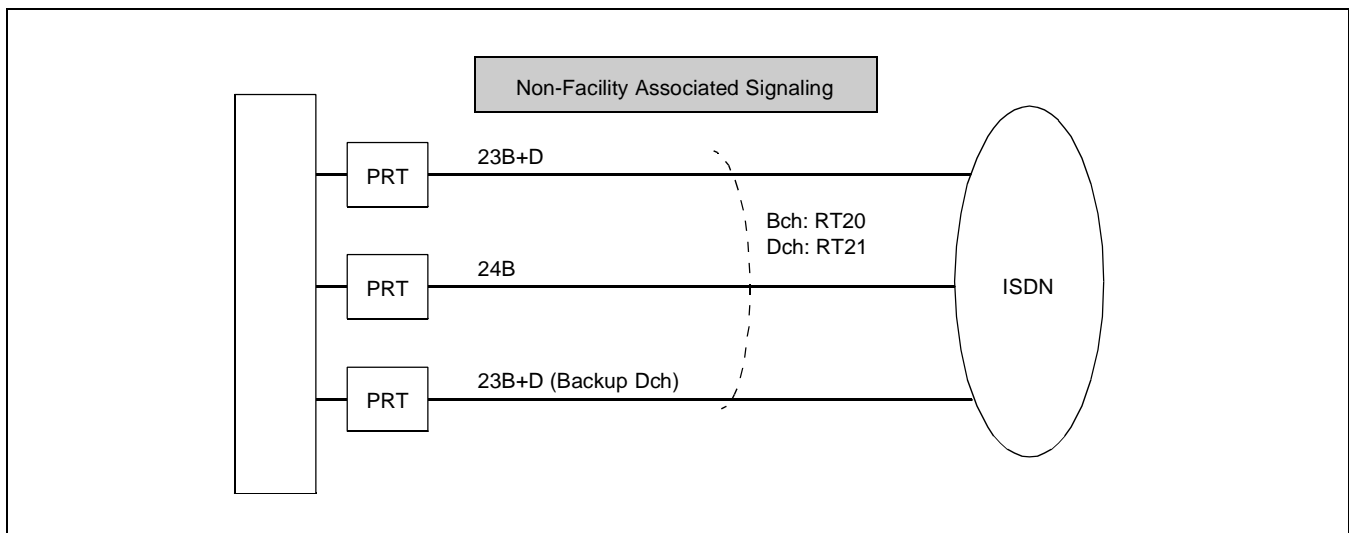 Non-Facility Associated Signaling
23B+D
PRT
Bch: RT20
Dch: RT21
24B
PRT
ISDN
23B+D (Backup Dch)
PRT